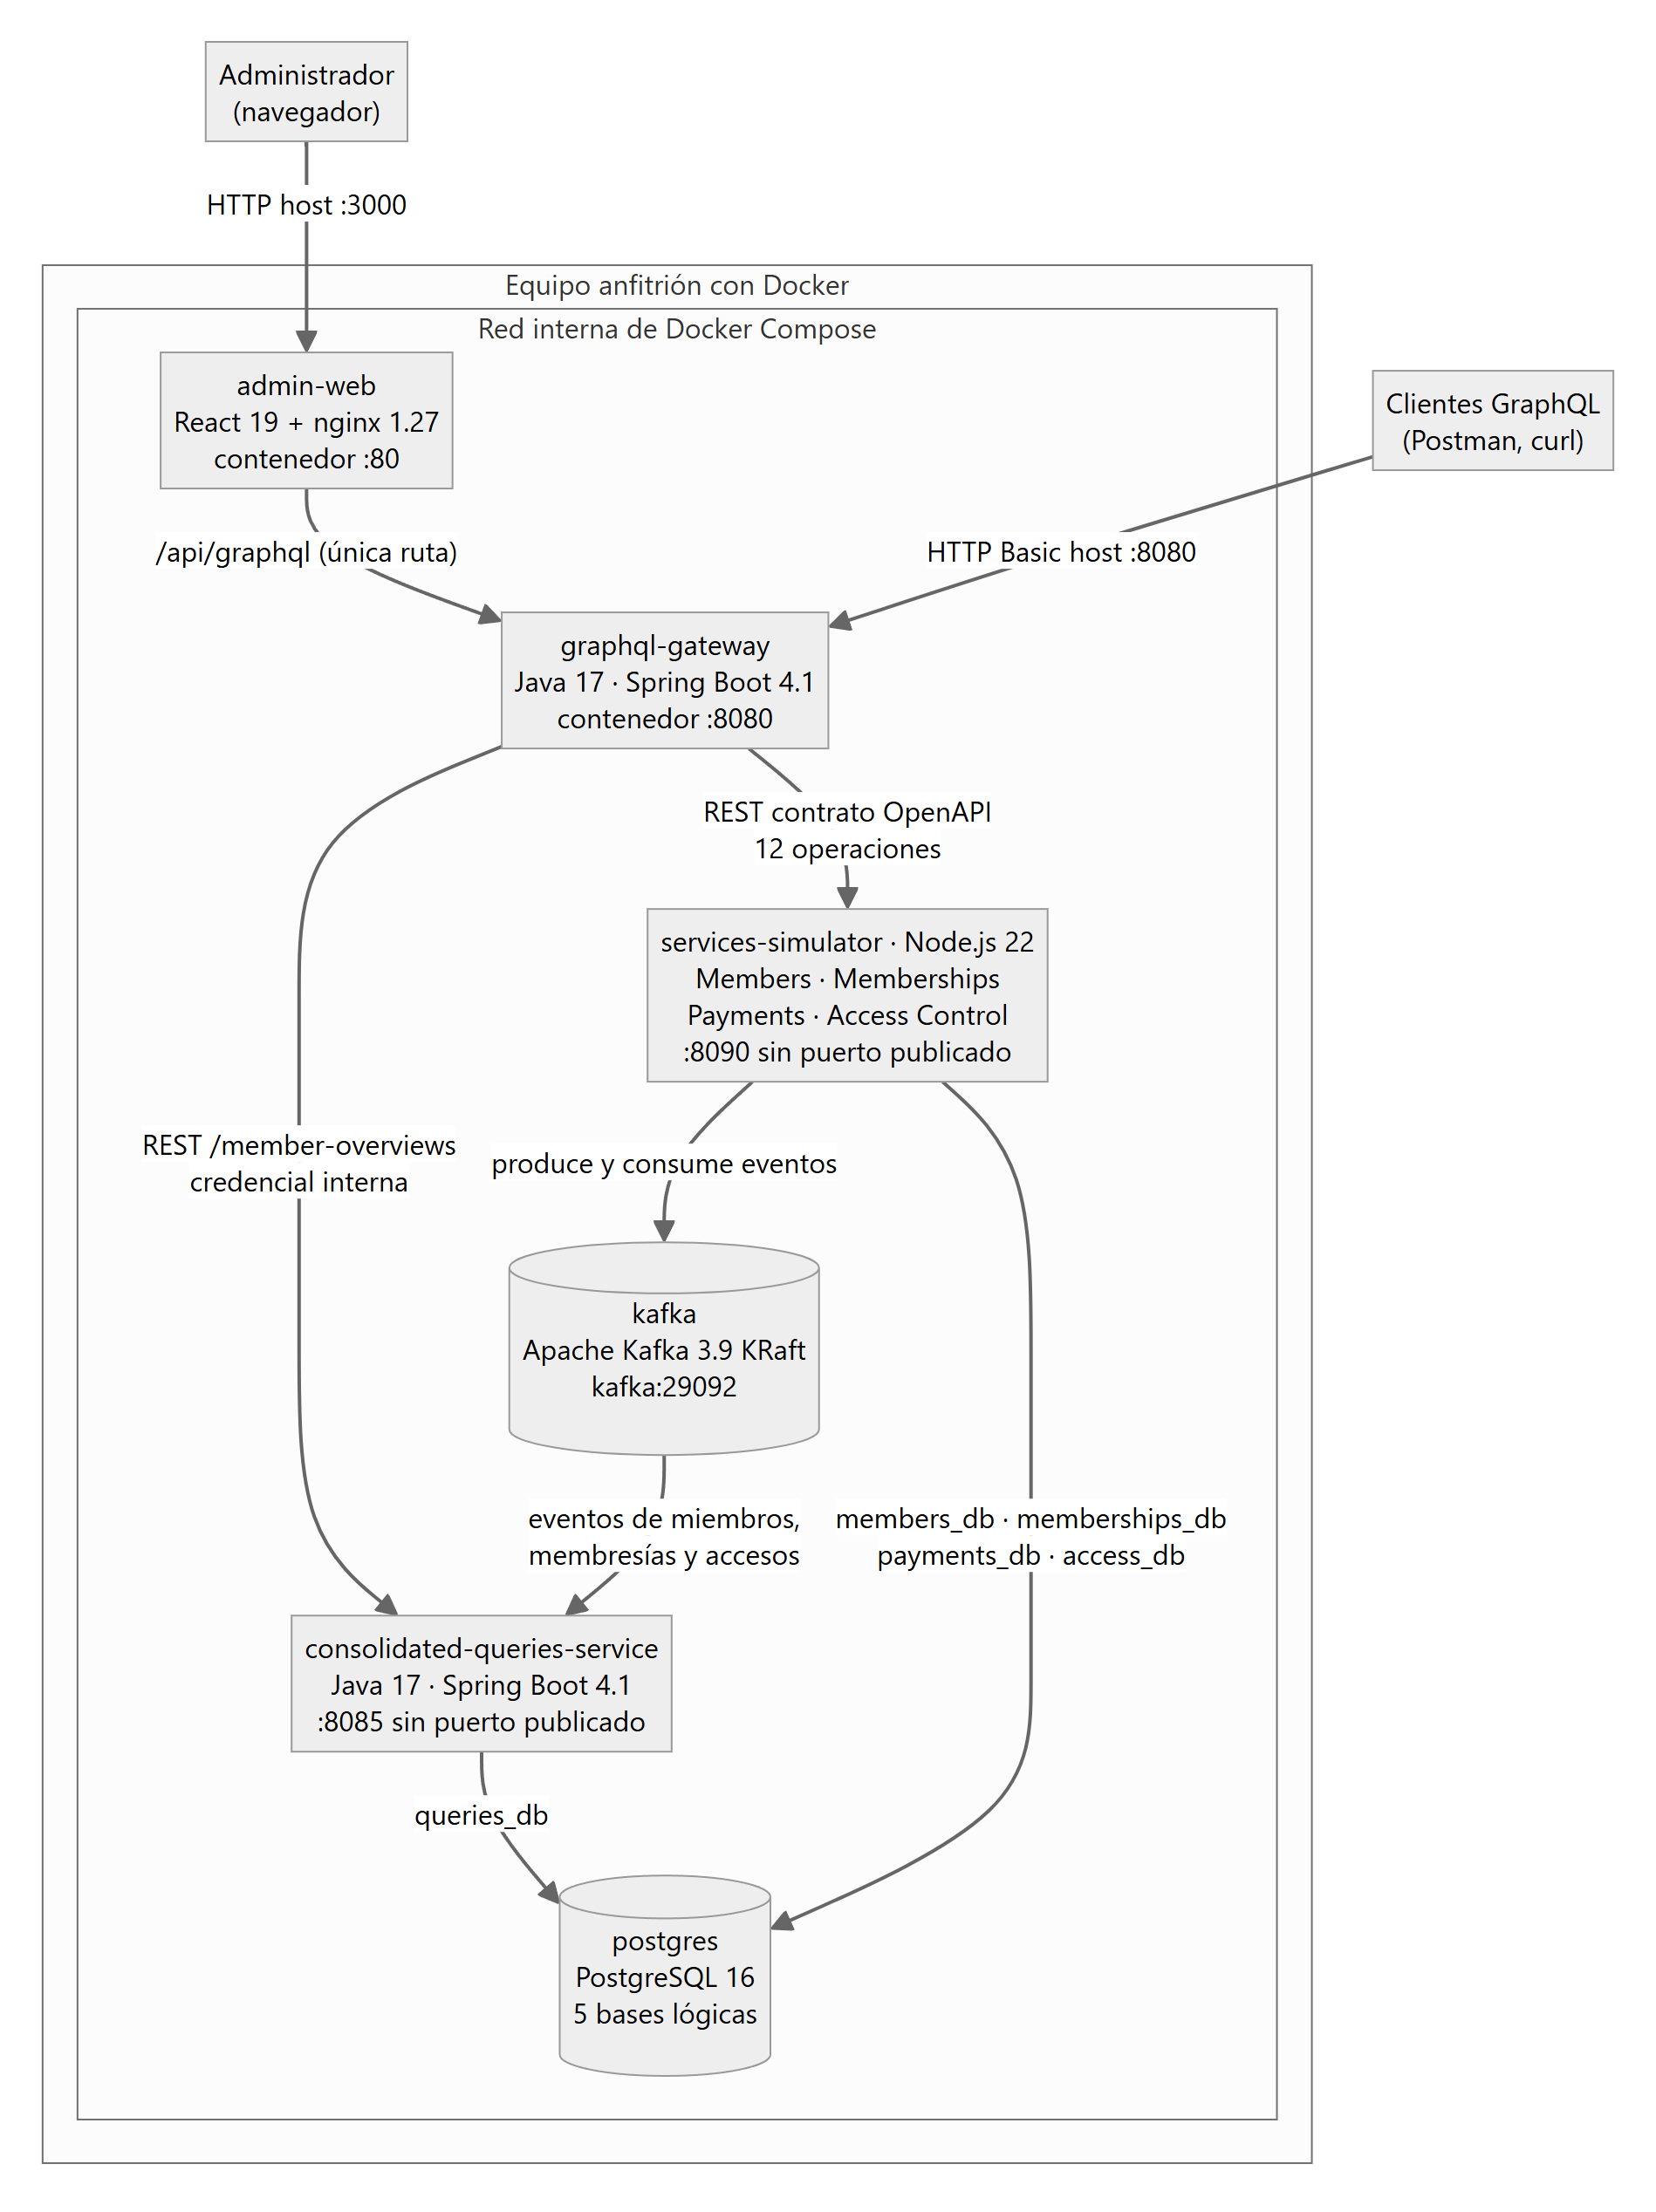 Administrador
(navegador)
HTTP host :3000
Equipo anfitrión con Docker
Red interna de Docker Compose
admin-web
React 19 + nginx 1.27
contenedor :80
Clientes GraphQL
(Postman, curl)
/api/graphql (única ruta)
HTTP Basic host :8080
graphql-gateway
Java 17 · Spring Boot 4.1
contenedor :8080
REST contrato OpenAPI
12 operaciones
services-simulator · Node.js 22
Members · Memberships
Payments · Access Control
:8090 sin puerto publicado
REST /member-overviews
credencial interna
produce y consume eventos
kafka
Apache Kafka 3.9 KRaft
kafka:29092
eventos de miembros,
membresías y accesos
members_db · memberships_db
payments_db · access_db
consolidated-queries-service
Java 17 · Spring Boot 4.1
:8085 sin puerto publicado
queries_db
postgres
PostgreSQL 16
5 bases lógicas